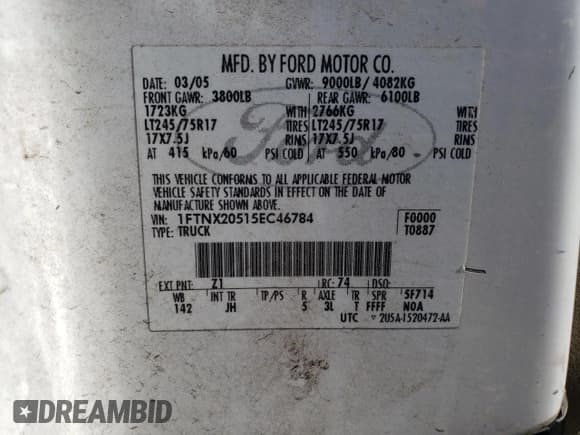 MFD. BY FORD MOTOR CO.
DATE: 03/05 GVWR: 9000LB/ 4082KG
FRONT GAWR: 3800LB REAR GAWR: 6100LB
1723KG WITH 2766KG WITH
LT245/75R17 TIRES LT245/75R17 TIRES
17X7.5J RIMS 17X7.5J RIMS
AT 415 kPa/60 PSI COLD AT 550 kPa/80 PSI COLD
THIS VEHICLE CONFORMS TO ALL APPLICABLE FEDERAL MOTOR
VEHICLE SAFETY STANDARDS IN EFFECT ON THE DATE OF
MANUFACTURE SHOWN ABOVE.
VIN: 1FTNX20515EC46784 F0000
TYPE: TRUCK T0887
EXT PNT: Z1 RC: 74 DSO:
WB INT TR TP/PS R AXLE TR SPR 5F714
142 JH 5 3L T FFFF N0A
UTC 2USA-1520472-AA
Ford
DREAMBID